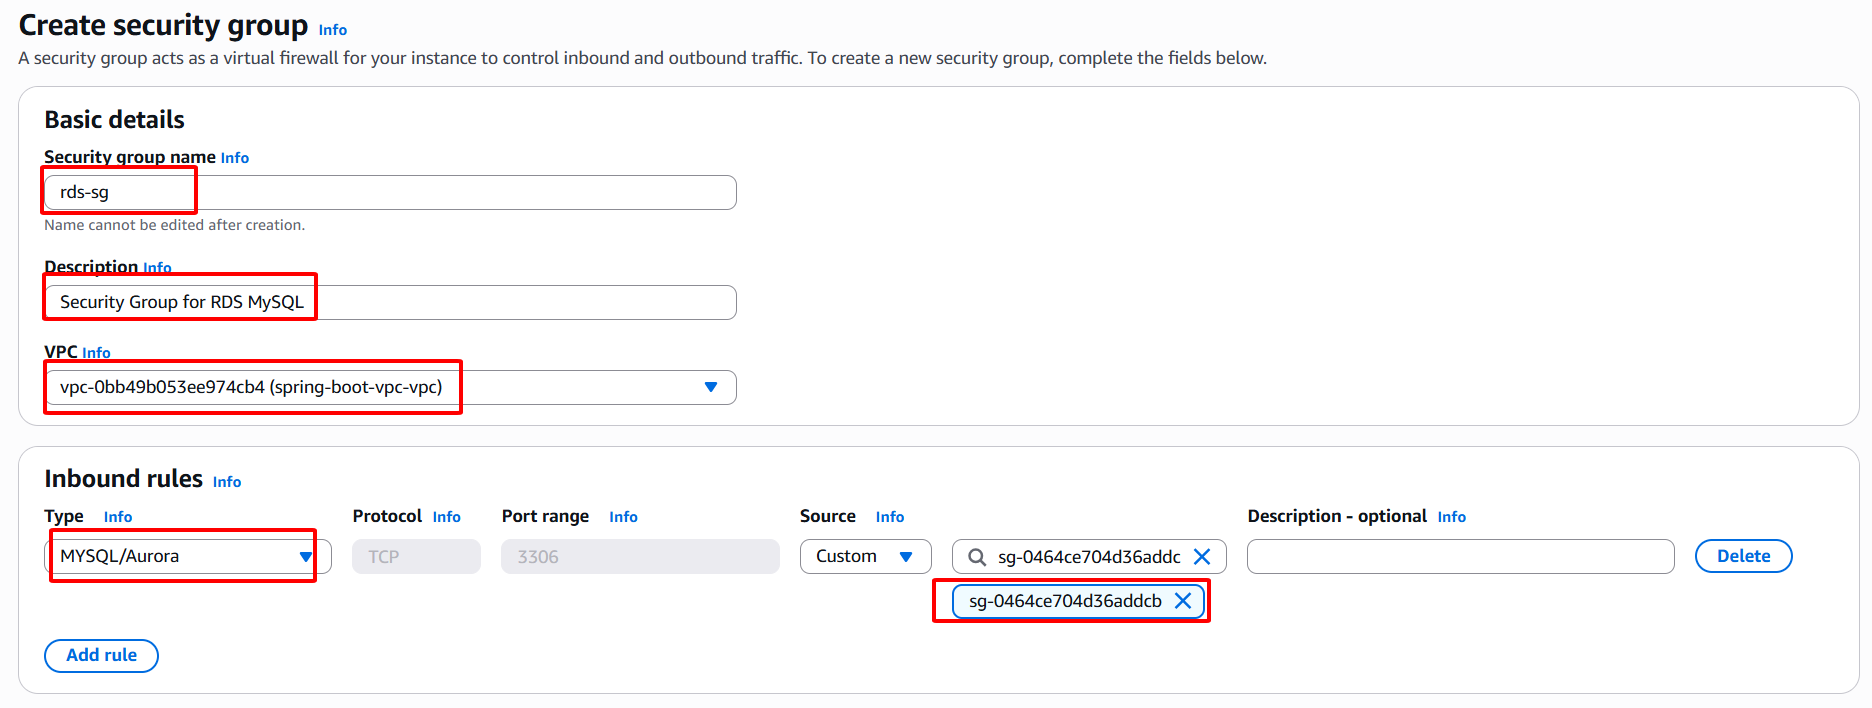 Create security group Info
A security group acts as a virtual firewall for your instance to control inbound and outbound traffic. To create a new security group, complete the fields below.
Basic details
Security group name Info
rds-sg
Name cannot be edited after creation.
Description Info
Security Group for RDS MySQL
VPC Info
vpc-0bb49b053ee974cb4 (spring-boot-vpc-vpc)
Inbound rules Info
Type Info Protocol Info Port range Info Source Info Description - optional Info
MYSQL/Aurora TCP 3306 Custom sg-0464ce704d36addc Delete
sg-0464ce704d36addcb
Add rule